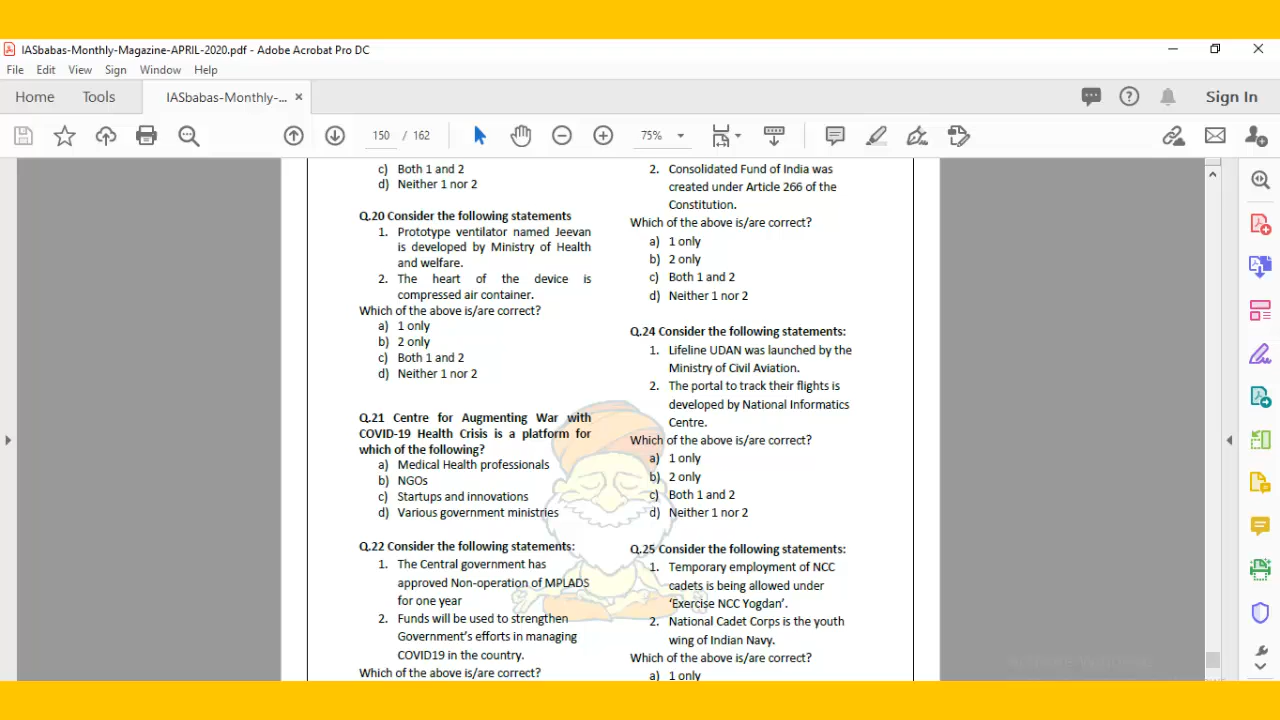 IASbabas-Monthly-Magazine-APRIL-2020.pdf - Adobe Acrobat Pro DC
File Edit View Sign Window Help
Home Tools IASbabas-Monthly-... × Sign In
150 / 162 75%
c) Both 1 and 2
d) Neither 1 nor 2
Q.20 Consider the following statements
1. Prototype ventilator named Jeevan
is developed by Ministry of Health
and welfare.
2. The heart of the device is
compressed air container.
Which of the above is/are correct?
a) 1 only
b) 2 only
c) Both 1 and 2
d) Neither 1 nor 2
Q.21 Centre for Augmenting War with
COVID-19 Health Crisis is a platform for
which of the following?
a) Medical Health professionals
b) NGOs
c) Startups and innovations
d) Various government ministries
Q.22 Consider the following statements:
1. The Central government has
approved Non-operation of MPLADS
for one year
2. Funds will be used to strengthen
Government's efforts in managing
COVID19 in the country.
Which of the above is/are correct?
2. Consolidated Fund of India was
created under Article 266 of the
Constitution.
Which of the above is/are correct?
a) 1 only
b) 2 only
c) Both 1 and 2
d) Neither 1 nor 2
Q.24 Consider the following statements:
1. Lifeline UDAN was launched by the
Ministry of Civil Aviation.
2. The portal to track their flights is
developed by National Informatics
Centre.
Which of the above is/are correct?
a) 1 only
b) 2 only
c) Both 1 and 2
d) Neither 1 nor 2
Q.25 Consider the following statements:
1. Temporary employment of NCC
cadets is being allowed under
‘Exercise NCC Yogdan’.
2. National Cadet Corps is the youth
wing of Indian Navy.
Which of the above is/are correct?
a) 1 only